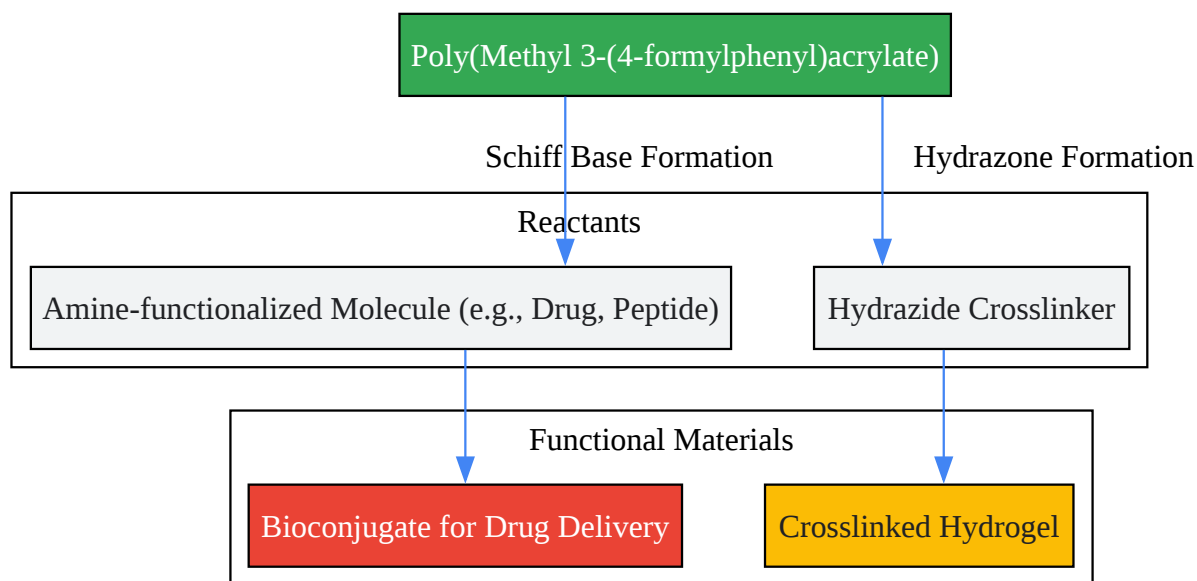 Poly(Methyl 3-(4-formylphenyl)acrylate)
Schiff Base Formation
Hydrazone Formation
Reactants
Amine-functionalized Molecule (e.g., Drug, Peptide)
Hydrazide Crosslinker
Functional Materials
Bioconjugate for Drug Delivery
Crosslinked Hydrogel